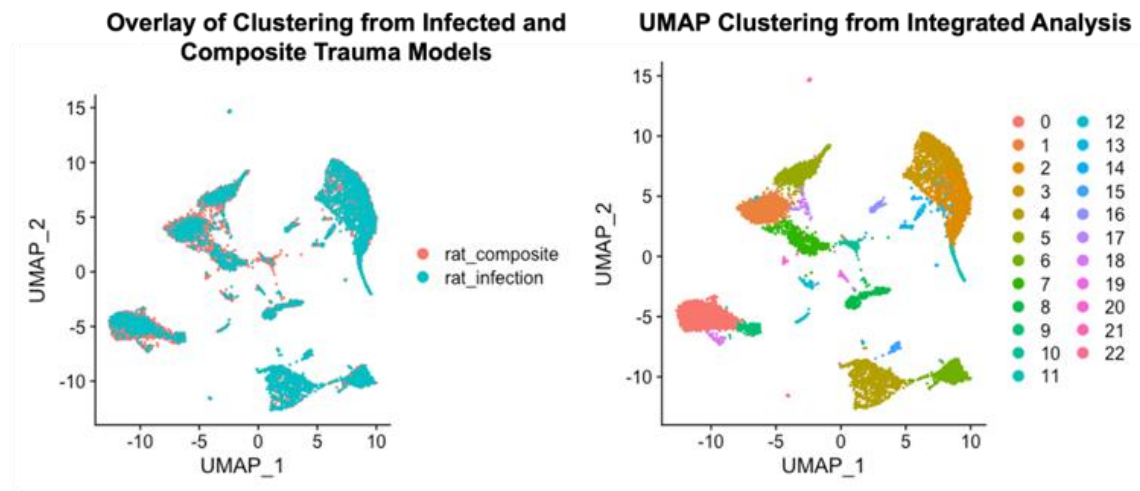 Overlay of Clustering from Infected and
Composite Trauma Models
15
10
5
0
-5
-10
UMAP_2
-10 -5 0 5 10
UMAP_1
rat_composite
rat_infection
UMAP Clustering from Integrated Analysis
15
10
5
0
-5
-10
UMAP_2
-10 -5 0 5 10
UMAP_1
0 12
1 13
2 14
3 15
4 16
5 17
6 18
7 19
8 20
9 21
10 22
11